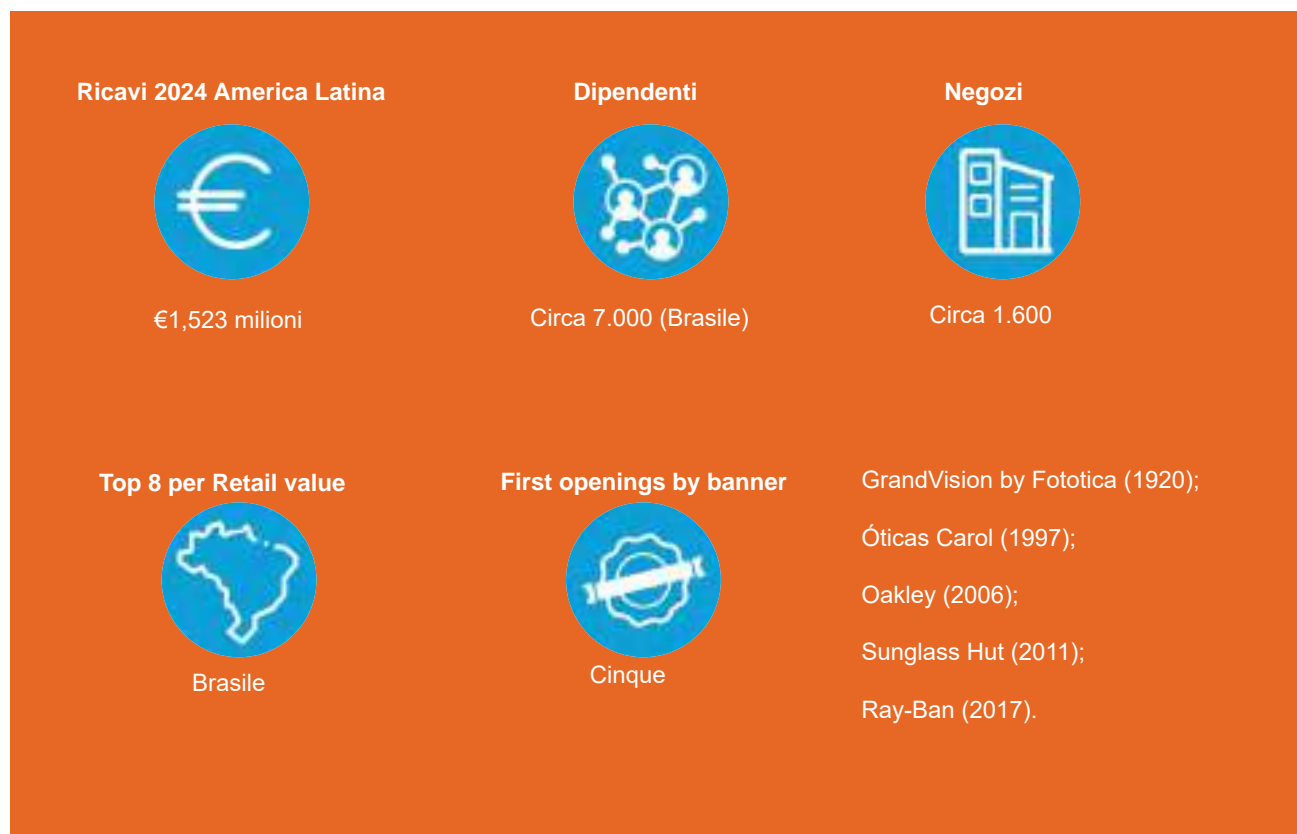 Ricavi 2024 America Latina
Dipendenti
Negozi
€1,523 milioni
Circa 7.000 (Brasile)
Circa 1.600
Top 8 per Retail value
First openings by banner
Brasile
Cinque
GrandVision by Fototica (1920);
Óticas Carol (1997);
Oakley (2006);
Sunglass Hut (2011);
Ray-Ban (2017).